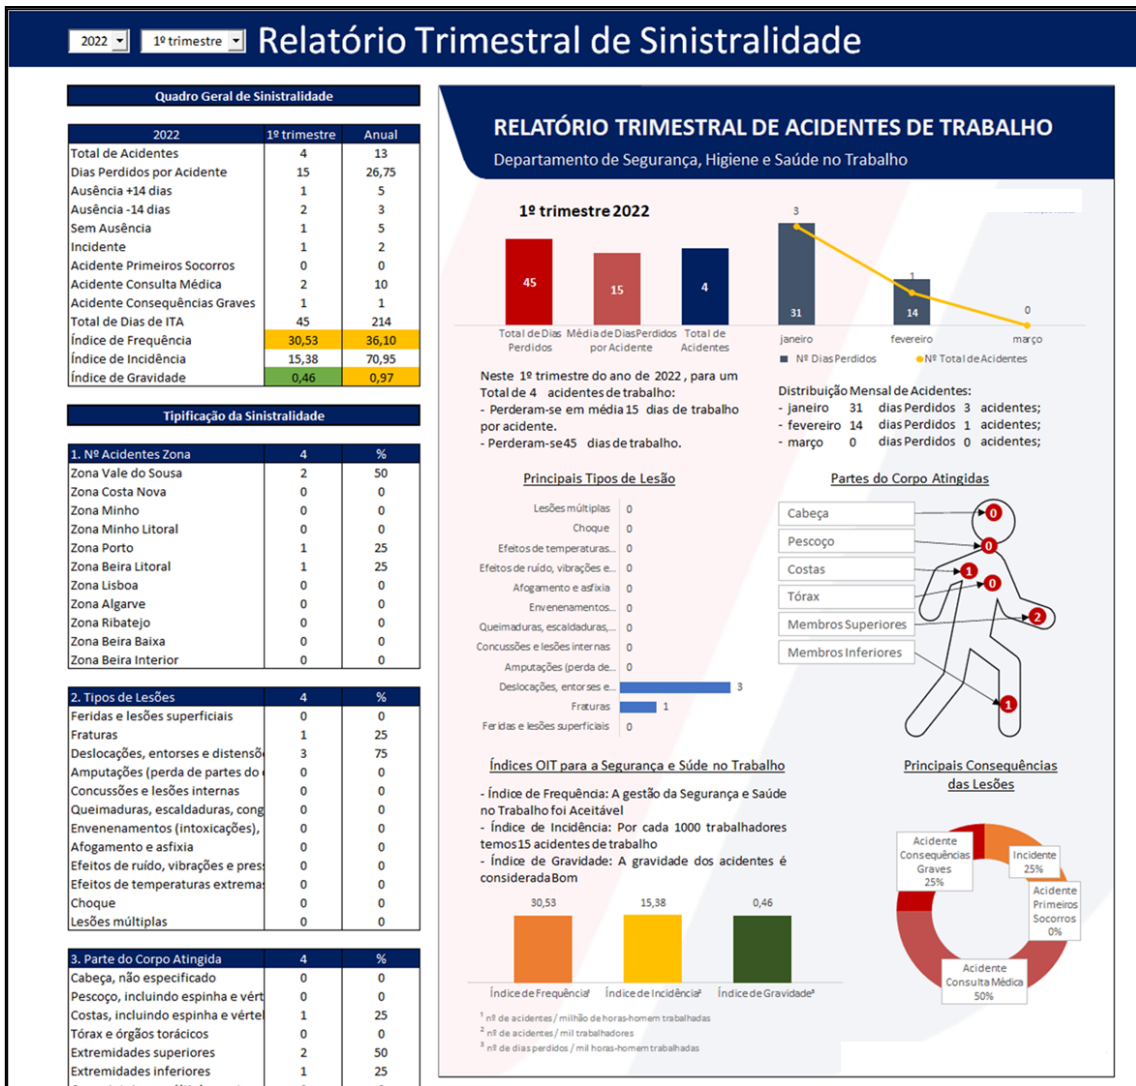 2022 1º trimestre Relatório Trimestral de Sinistralidade
Quadro Geral de Sinistralidade
2022 1º trimestre Anual
Total de Acidentes 4 13
Dias Perdidos por Acidente 15 26,75
Ausência +14 dias 1 5
Ausência -14 dias 2 3
Sem Ausência 1 5
Incidente 1 2
Acidente Primeiros Socorros 0 0
Acidente Consulta Médica 2 10
Acidente Consequências Graves 1 1
Total de Dias de ITA 45 214
Índice de Frequência 30,53 36,10
Índice de Incidência 15,38 70,95
Índice de Gravidade 0,46 0,97
Tipificação da Sinistralidade
1. Nº Acidentes Zona 4 %
Zona Vale do Sousa 2 50
Zona Costa Nova 0 0
Zona Minho 0 0
Zona Minho Litoral 0 0
Zona Porto 1 25
Zona Beira Litoral 1 25
Zona Lisboa 0 0
Zona Algarve 0 0
Zona Ribatejo 0 0
Zona Beira Baixa 0 0
Zona Beira Interior 0 0
2. Tipos de Lesões 4 %
Feridas e lesões superficiais 0 0
Fraturas 1 25
Deslocações, entorses e distensõ 3 75
Amputações (perda de partes do 0 0
Concussões e lesões internas 0 0
Queimaduras, escaldaduras, cong 0 0
Envenenamentos (intoxicações), 0 0
Afogamento e asfixia 0 0
Efeitos de ruído, vibrações e pres 0 0
Efeitos de temperaturas extrema 0 0
Choque 0 0
Lesões múltiplas 0 0
3. Parte do Corpo Atingida 4 %
Cabeça, não especificado 0 0
Pescoço, incluindo espinha e vért 0 0
Costas, incluindo espinha e vérte 1 25
Tórax e órgãos torácicos 0 0
Extremidades superiores 2 50
Extremidades inferiores 1 25
RELATÓRIO TRIMESTRAL DE ACIDENTES DE TRABALHO
Departamento de Segurança, Higiene e Saúde no Trabalho
1º trimestre 2022
45 15 4
Total de Dias Perdidos
Média de Dias Perdidos por Acidente
Total de Acidentes
3 1 0
31 14
janeiro fevereiro março
Nº Dias Perdidos Nº Total de Acidentes
Neste 1º trimestre do ano de 2022 , para um
Total de 4 acidentes de trabalho:
- Perderam-se em média 15 dias de trabalho
por acidente.
- Perderam-se45 dias de trabalho.
Distribuição Mensal de Acidentes:
- janeiro 31 dias Perdidos 3 acidentes;
- fevereiro 14 dias Perdidos 1 acidentes;
- março 0 dias Perdidos 0 acidentes;
Principais Tipos de Lesão
Lesões múltiplas 0
Choque 0
Efeitos de temperaturas... 0
Efeitos de ruído, vibrações e... 0
Afogamento e asfixia 0
Envenenamentos... 0
Queimaduras, escaldaduras,... 0
Concussões e lesões internas 0
Amputações (perda de... 0
Deslocações, entorses e... 3
Fraturas 1
Feridas e lesões superficiais 0
Partes do Corpo Atingidas
Cabeça 0
Pescoço 0
Costas 1
Tórax 0
Membros Superiores 2
Membros Inferiores 1
Índices OIT para a Segurança e Súde no Trabalho
- Índice de Frequência: A gestão da Segurança e Saúde
no Trabalho foi Aceitável
- Índice de Incidência: Por cada 1000 trabalhadores
temos15 acidentes de trabalho
- Índice de Gravidade: A gravidade dos acidentes é
consideradaBom
30,53 15,38 0,46
Índice de Frequência¹ Índice de Incidência² Índice de Gravidade³
¹ nº de acidentes / milhão de horas-homem trabalhadas
² nº de acidentes / mil trabalhadores
³ nº de dias perdidos / mil horas-homem trabalhadas
Principais Consequências
das Lesões
Acidente
Consequências
Graves
25%
Incidente
25%
Acidente
Primeiros
Socorros
0%
Acidente
Consulta Médica
50%